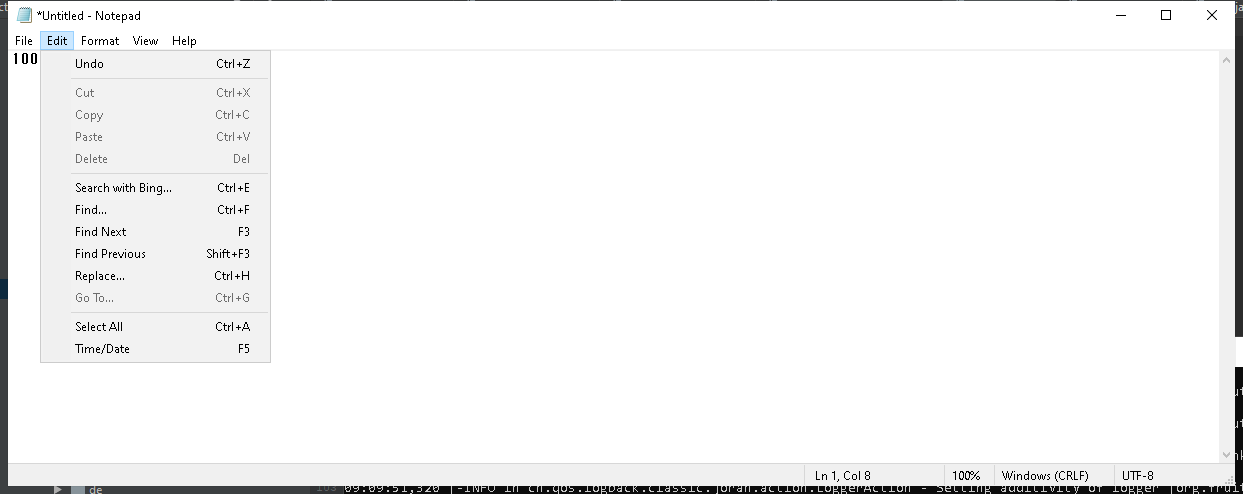 *Untitled - Notepad
File Edit Format View Help
100
Undo Ctrl+Z
Cut Ctrl+X
Copy Ctrl+C
Paste Ctrl+V
Delete Del
Search with Bing... Ctrl+E
Find... Ctrl+F
Find Next F3
Find Previous Shift+F3
Replace... Ctrl+H
Go To... Ctrl+G
Select All Ctrl+A
Time/Date F5
Ln 1, Col 8 100% Windows (CRLF) UTF-8
de 09:09:51,320 |-INFO in ch.qos.logback.classic.joran.action.LoggerAction - Setting additivity of logger